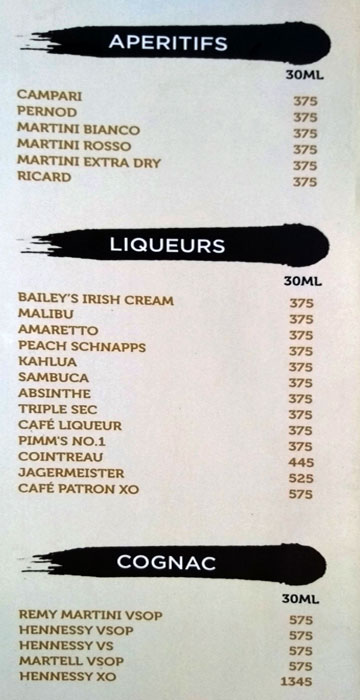 APERITIFS
30ML
CAMPARI 375
PERNOD 375
MARTINI BIANCO 375
MARTINI ROSSO 375
MARTINI EXTRA DRY 375
RICARD 375
LIQUEURS
30ML
BAILEY'S IRISH CREAM 375
MALIBU 375
AMARETTO 375
PEACH SCHNAPPS 375
KAHLUA 375
SAMBUCA 375
ABSINTHE 375
TRIPLE SEC 375
CAFÉ LIQUEUR 375
PIMM'S NO.1 375
COINTREAU 445
JAGERMEISTER 525
CAFÉ PATRON XO 575
COGNAC
30ML
REMY MARTINI VSOP 575
HENNESSY VSOP 575
HENNESSY VS 575
MARTELL VSOP 575
HENNESSY XO 1345